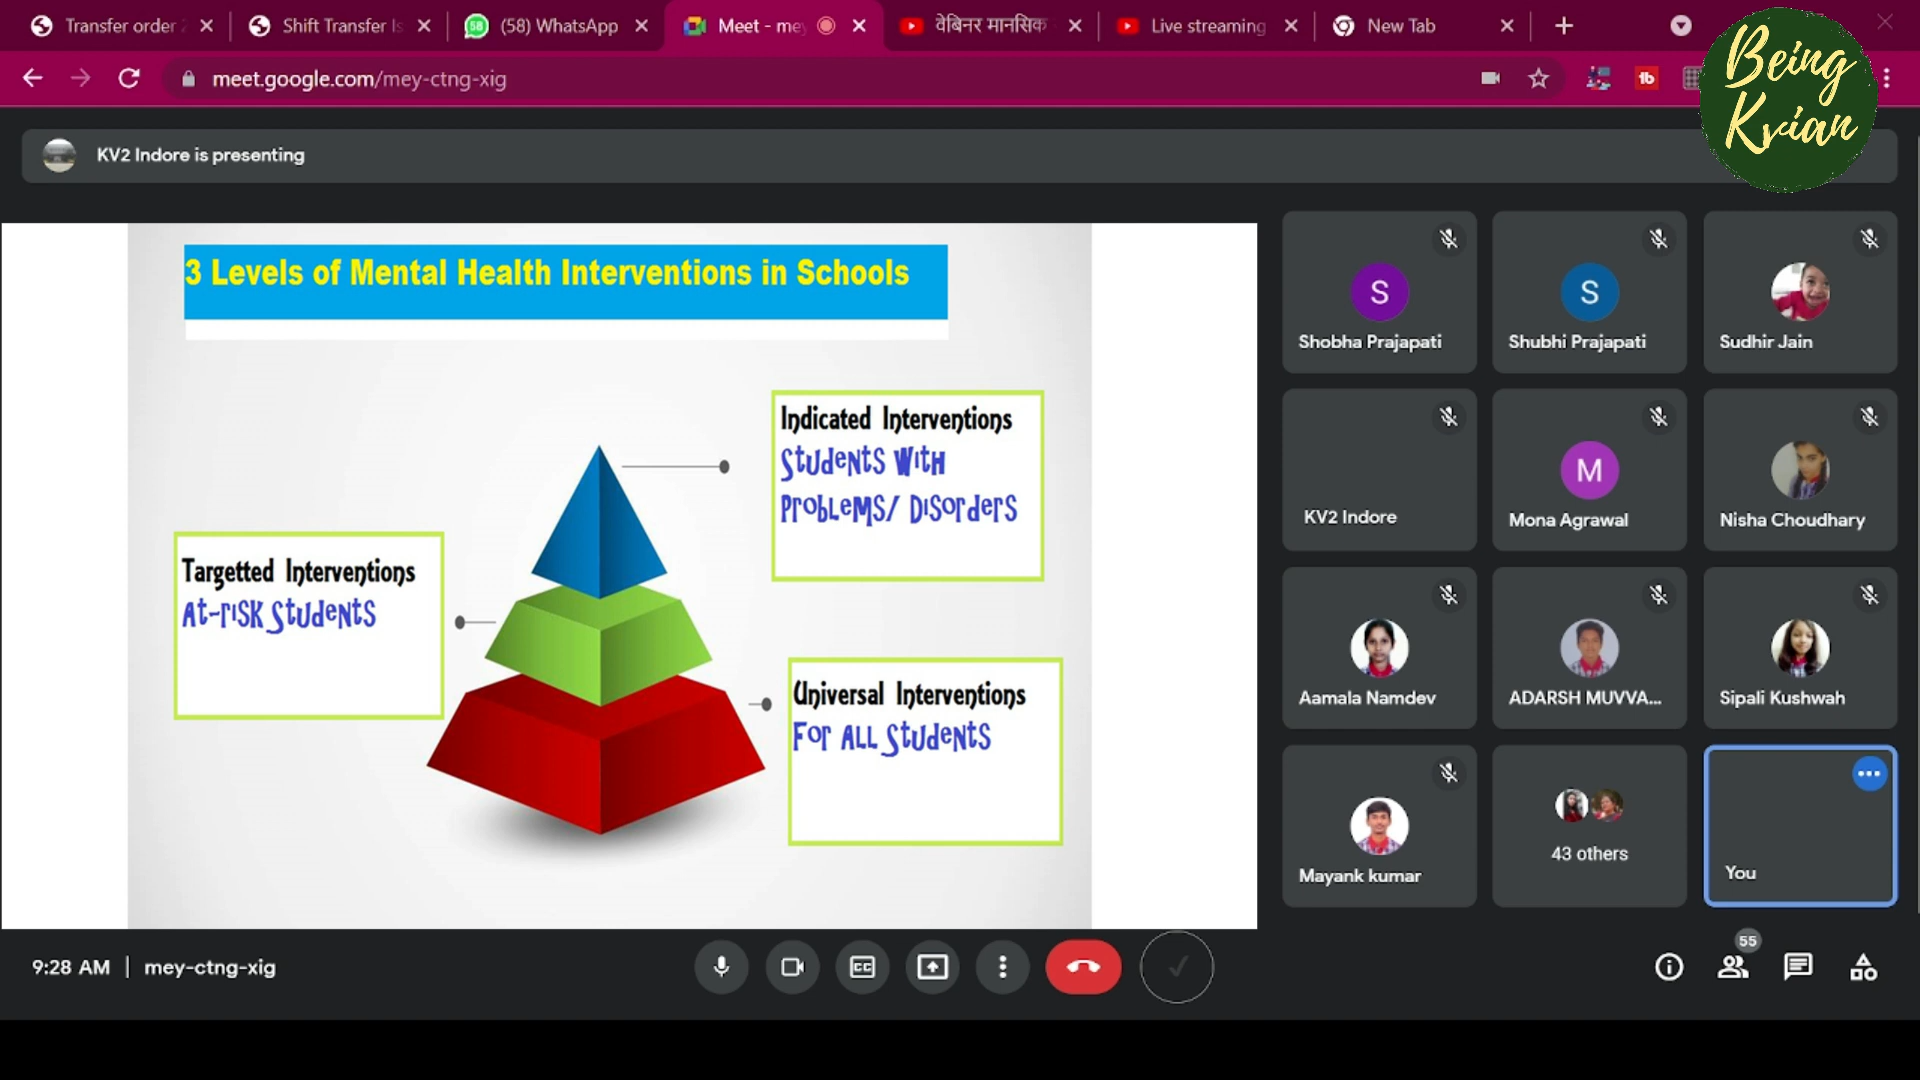 Transfer order
Shift Transfer Is
(58) WhatsApp
Meet - mey
वेबिनर मानसिक
Live streaming
New Tab
meet.google.com/mey-ctng-xig
Being
Kvian
KV2 Indore is presenting
3 Levels of Mental Health Interventions in Schools
Indicated Interventions
Students With
Problems/ Disorders
Targetted Interventions
At-risk Students
Universal Interventions
For All Students
S
Shobha Prajapati
S
Shubhi Prajapati
Sudhir Jain
KV2 Indore
M
Mona Agrawal
Nisha Choudhary
Aamala Namdev
ADARSH MUVVA...
Sipali Kushwah
Mayank kumar
43 others
You
9:28 AM | mey-ctng-xig
CC
55